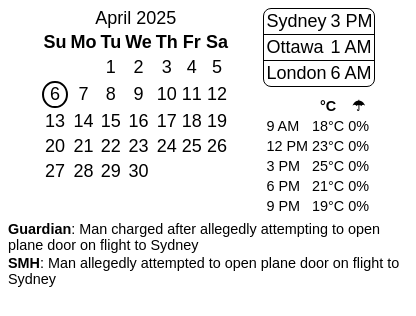 April 2025
Su Mo Tu We Th Fr Sa
1 2 3 4 5
6 7 8 9 10 11 12
13 14 15 16 17 18 19
20 21 22 23 24 25 26
27 28 29 30
Sydney 3 PM
Ottawa 1 AM
London 6 AM
°C ☂
9 AM 18°C 0%
12 PM 23°C 0%
3 PM 25°C 0%
6 PM 21°C 0%
9 PM 19°C 0%
Guardian: Man charged after allegedly attempting to open
plane door on flight to Sydney
SMH: Man allegedly attempted to open plane door on flight to
Sydney